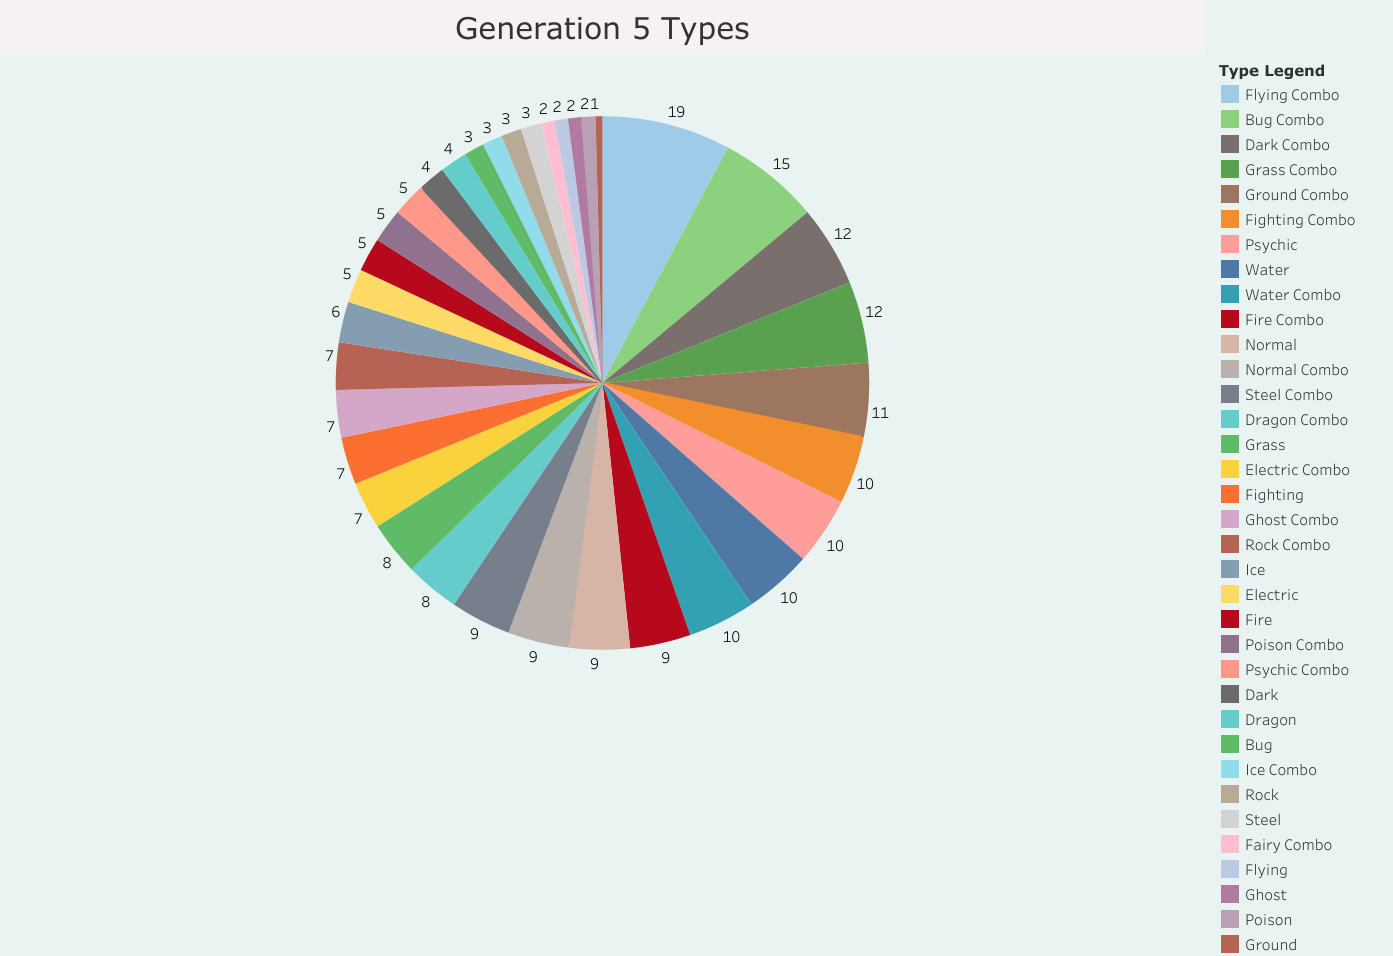 Generation 5 Types
19
15
12
12
11
10
10
10
10
9
9
9
9
8
8
7
7
7
7
6
5
5
5
5
4
4
3
3
3
3
2
2
2
2
1
Type Legend
Flying Combo
Bug Combo
Dark Combo
Grass Combo
Ground Combo
Fighting Combo
Psychic
Water
Water Combo
Fire Combo
Normal
Normal Combo
Steel Combo
Dragon Combo
Grass
Electric Combo
Fighting
Ghost Combo
Rock Combo
Ice
Electric
Fire
Poison Combo
Psychic Combo
Dark
Dragon
Bug
Ice Combo
Rock
Steel
Fairy Combo
Flying
Ghost
Poison
Ground